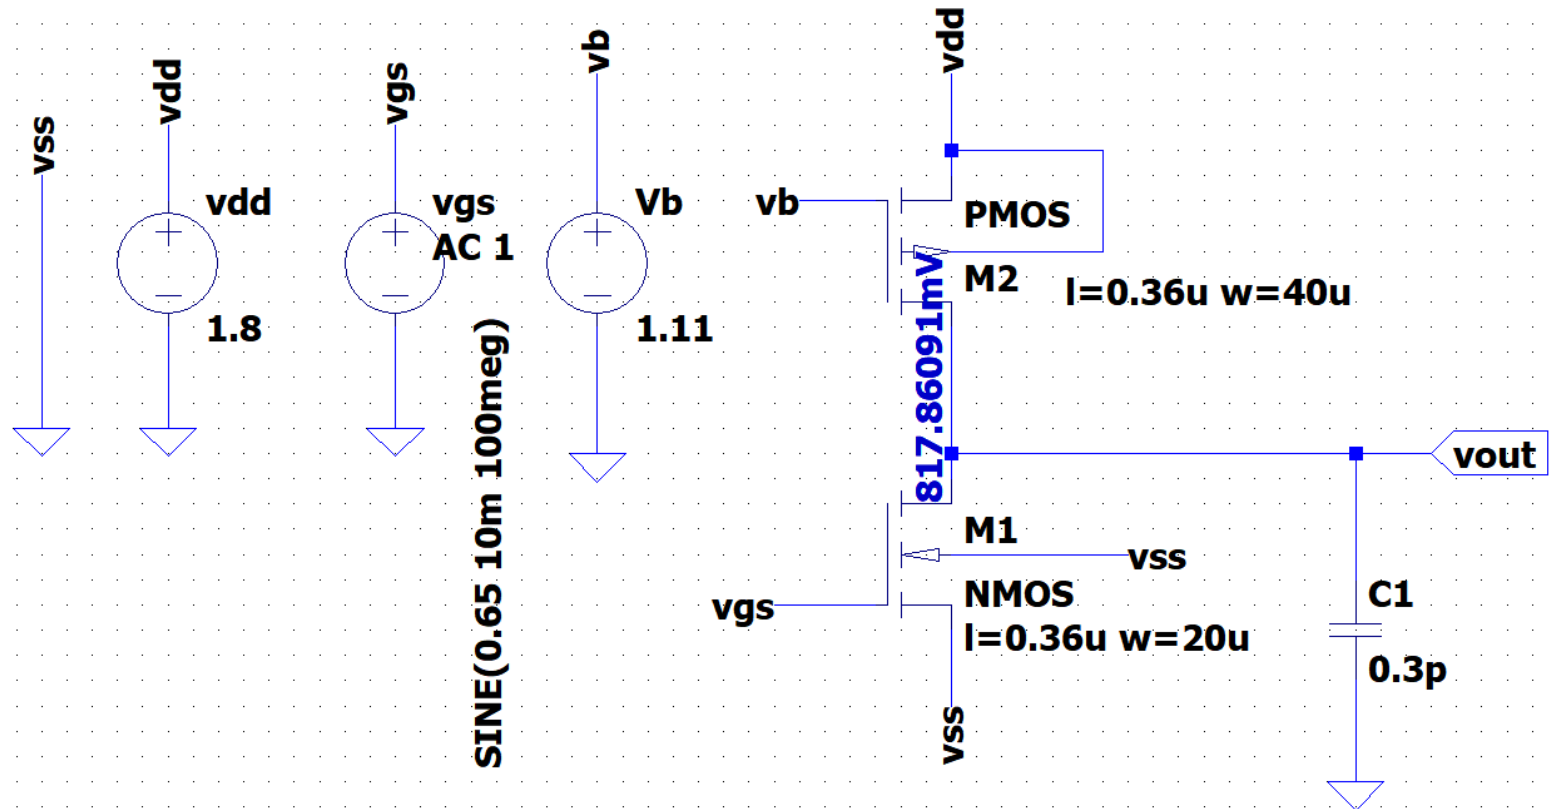 vss
vdd
vdd
1.8
vgs
vgs
AC 1
SINE(0.65 10m 100meg)
vb
Vb
1.11
vdd
vb
PMOS
M2
l=0.36u w=40u
817.86091mV
vout
M1
vss
NMOS
l=0.36u w=20u
vgs
vss
C1
0.3p